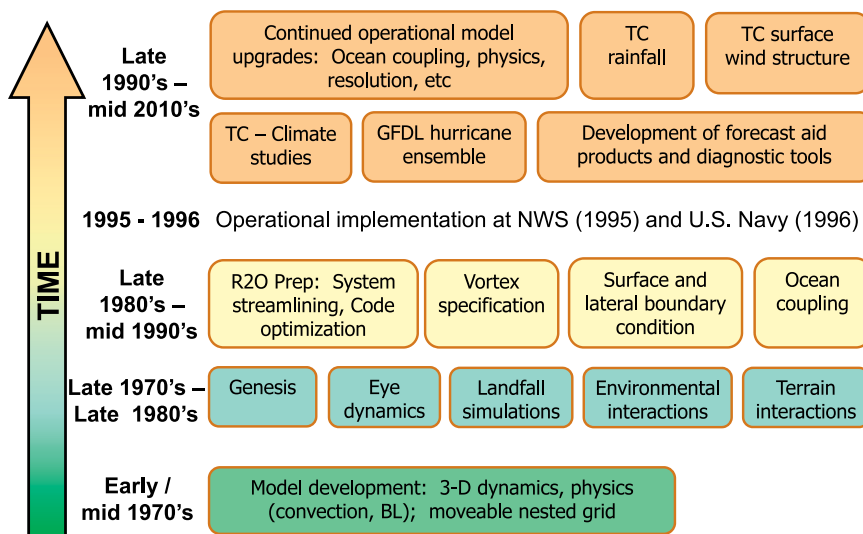 TIME
Late
1990's –
mid 2010's
Continued operational model
upgrades: Ocean coupling, physics,
resolution, etc
TC
rainfall
TC surface
wind structure
TC – Climate
studies
GFDL hurricane
ensemble
Development of forecast aid
products and diagnostic tools
1995 - 1996
Operational implementation at NWS (1995) and U.S. Navy (1996)
Late
1980's –
mid 1990's
R2O Prep: System
streamlining, Code
optimization
Vortex
specification
Surface and
lateral boundary
condition
Ocean
coupling
Late 1970's –
Late 1980's
Genesis
Eye
dynamics
Landfall
simulations
Environmental
interactions
Terrain
interactions
Early /
mid 1970's
Model development: 3-D dynamics, physics
(convection, BL); moveable nested grid